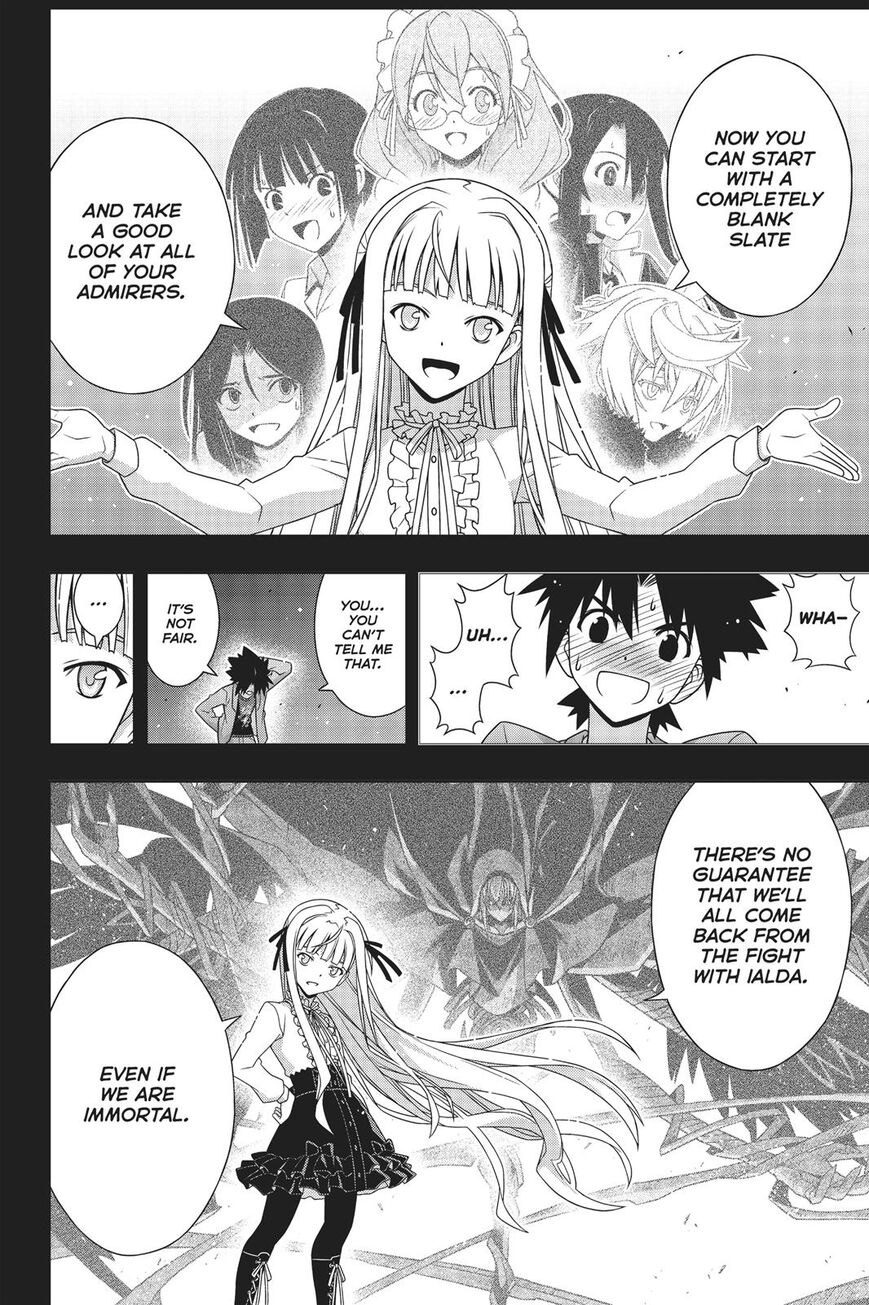 NOW YOU
CAN START
WITH A
COMPLETELY
BLANK
SLATE
AND TAKE
A GOOD
LOOK AT ALL
OF YOUR
ADMIRERS.
WHA-
UH...
...
YOU...
YOU
CAN'T
TELL ME
THAT.
IT'S
NOT
FAIR.
...
THERE'S NO
GUARANTEE
THAT WE'LL
ALL COME
BACK FROM
THE FIGHT
WITH IALDA.
EVEN IF
WE ARE
IMMORTAL.